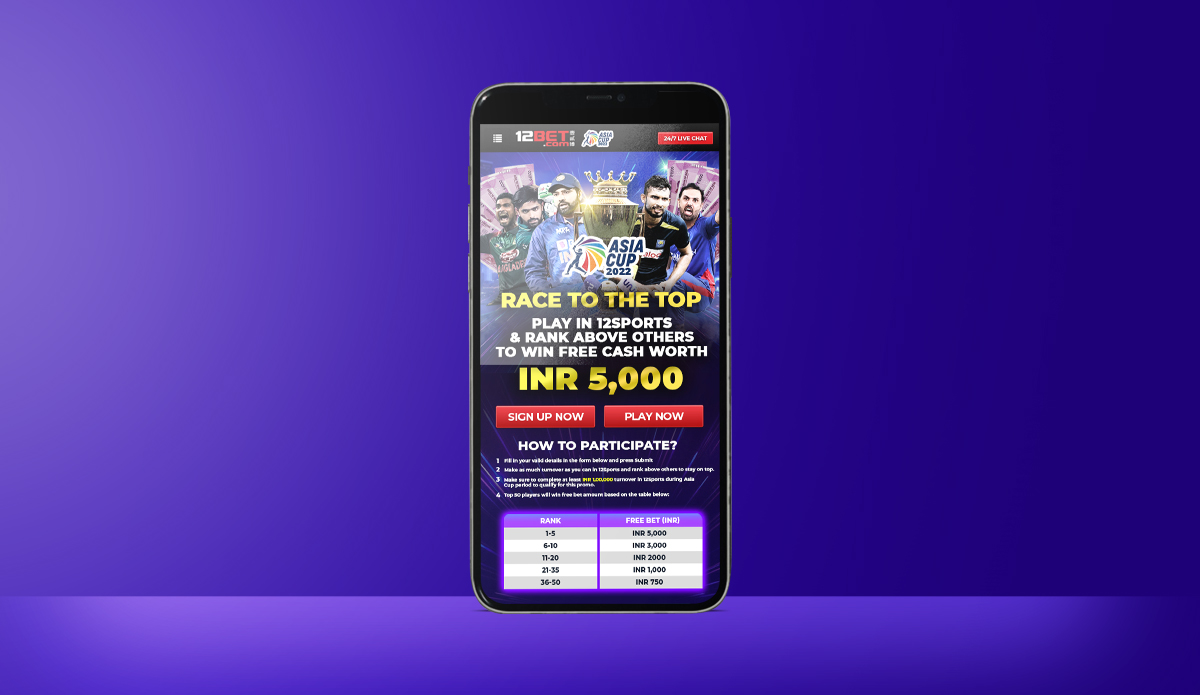 12BET
.com
ASIA
CUP
24/7 LIVE CHAT
ASIA
CUP
2022
RACE TO THE TOP
PLAY IN 12SPORTS
& RANK ABOVE OTHERS
TO WIN FREE CASH WORTH
INR 5,000
SIGN UP NOW PLAY NOW
HOW TO PARTICIPATE?
1 Fill in your valid details in the form below and press Submit
2 Make as much turnover as you can in 12Sports and rank above others to stay on top.
3 Make sure to complete at least INR 1,00,000 turnover in 12Sports during Asia
Cup period to qualify for this promo.
4 Top 50 players will win free bet amount based on the table below:
RANK FREE BET (INR)
1-5 INR 5,000
6-10 INR 3,000
11-20 INR 2000
21-35 INR 1,000
36-50 INR 750